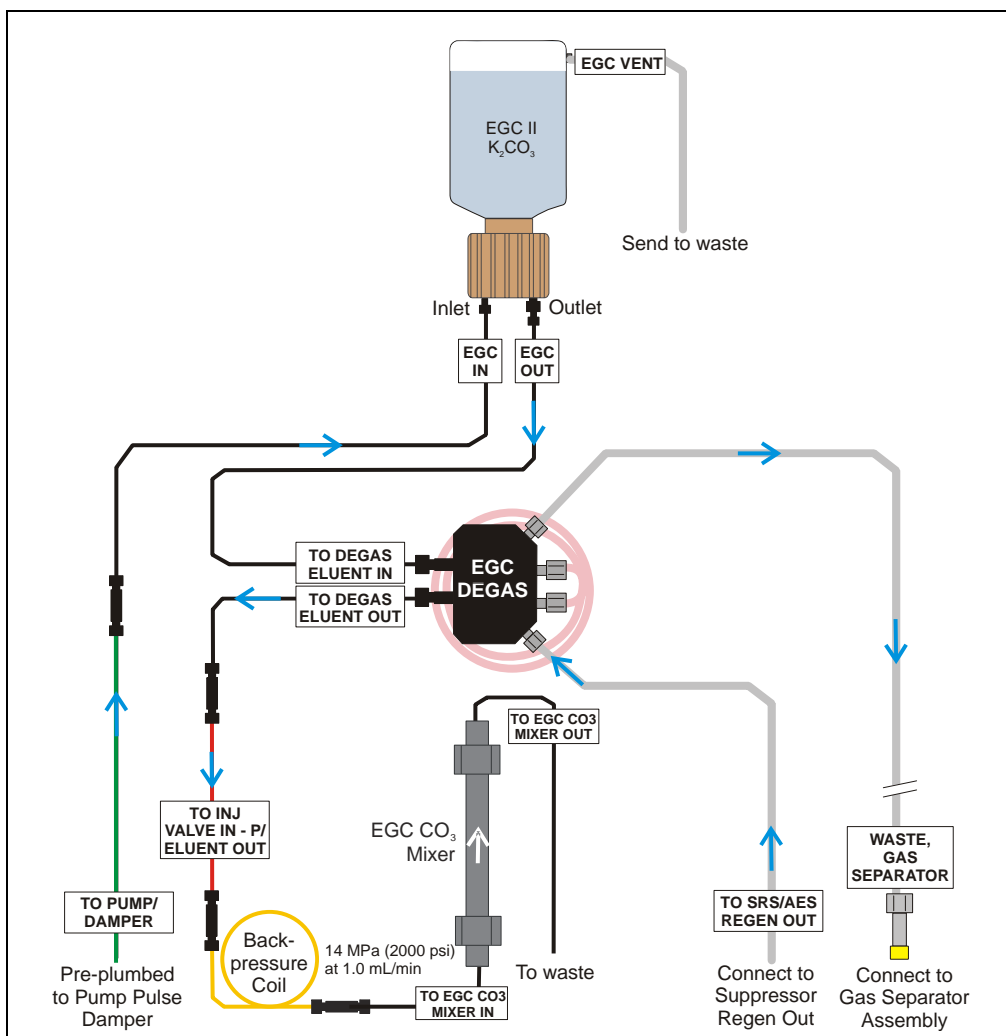 EGC VENT
EGC II
K₂CO₃
Send to waste
Inlet
Outlet
EGC
IN
EGC
OUT
TO DEGAS
ELUENT IN
EGC
DEGAS
TO DEGAS
ELUENT OUT
TO EGC CO3
MIXER OUT
TO INJ
VALVE IN - P/
ELUENT OUT
EGC CO₃
Mixer
WASTE,
GAS
SEPARATOR
TO PUMP/
DAMPER
TO SRS/AES
REGEN OUT
Back-
pressure
Coil
14 MPa (2000 psi)
at 1.0 mL/min
To waste
TO EGC CO3
MIXER IN
Pre-plumbed
to Pump Pulse
Damper
Connect to
Suppressor
Regen Out
Connect to
Gas Separator
Assembly